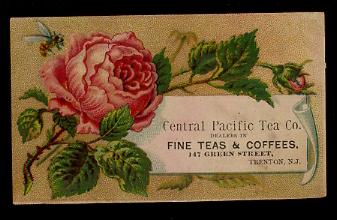 Central Pacific Tea Co.
DEALERS IN
FINE TEAS & COFFEES,
147 GREEN STREET,
TRENTON, N.J.